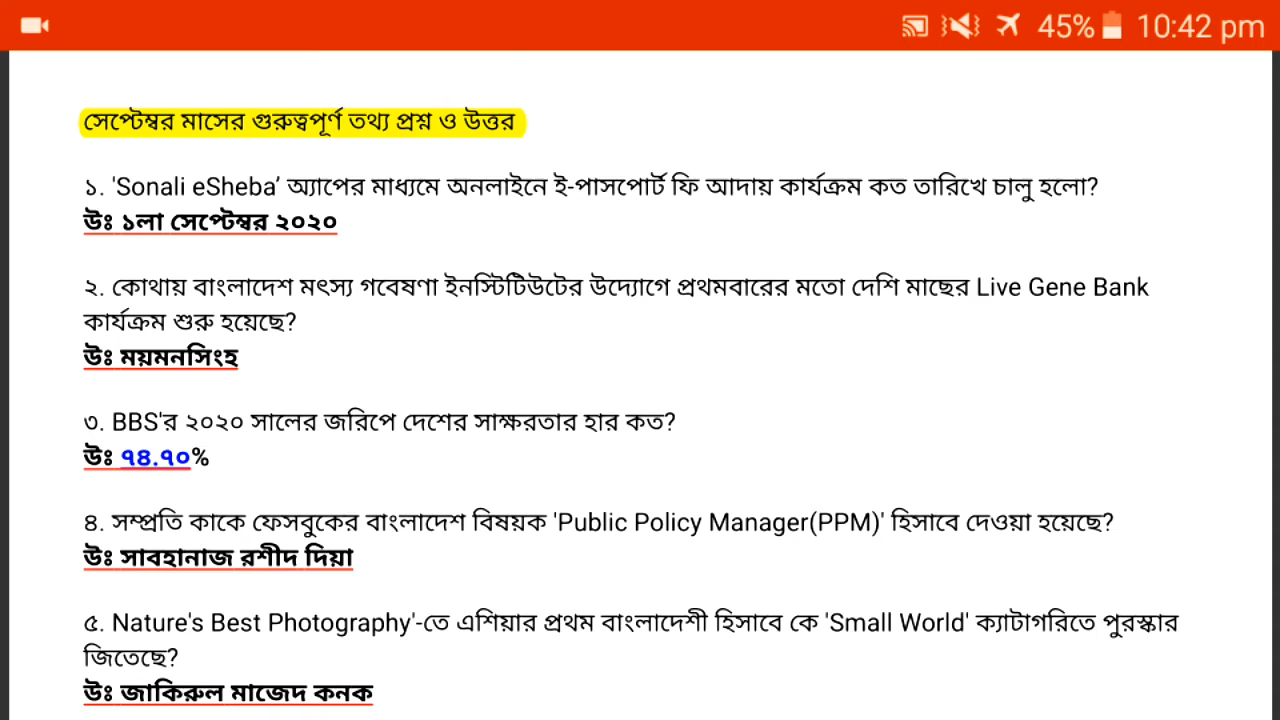 45% 10:42 pm
সেপ্টেম্বর মাসের গুরুত্বপূর্ণ তথ্য প্রশ্ন ও উত্তর
১. 'Sonali eSheba’ অ্যাপের মাধ্যমে অনলাইনে ই-পাসপোর্ট ফি আদায় কার্যক্রম কত তারিখে চালু হলো?
উঃ ১লা সেপ্টেম্বর ২০২০
২. কোথায় বাংলাদেশ মৎস্য গবেষণা ইনস্টিটিউটের উদ্যোগে প্রথমবারের মতো দেশি মাছের Live Gene Bank
কার্যক্রম শুরু হয়েছে?
উঃ ময়মনসিংহ
৩. BBS'র ২০২০ সালের জরিপে দেশের সাক্ষরতার হার কত?
উঃ ৭৪.৭০%
৪. সম্প্রতি কাকে ফেসবুকের বাংলাদেশ বিষয়ক 'Public Policy Manager(PPM)' হিসাবে দেওয়া হয়েছে?
উঃ সাবহানাজ রশীদ দিয়া
৫. Nature's Best Photography'-তে এশিয়ার প্রথম বাংলাদেশী হিসাবে কে 'Small World' ক্যাটাগরিতে পুরস্কার
জিতেছে?
উঃ জাকিরুল মাজেদ কনক